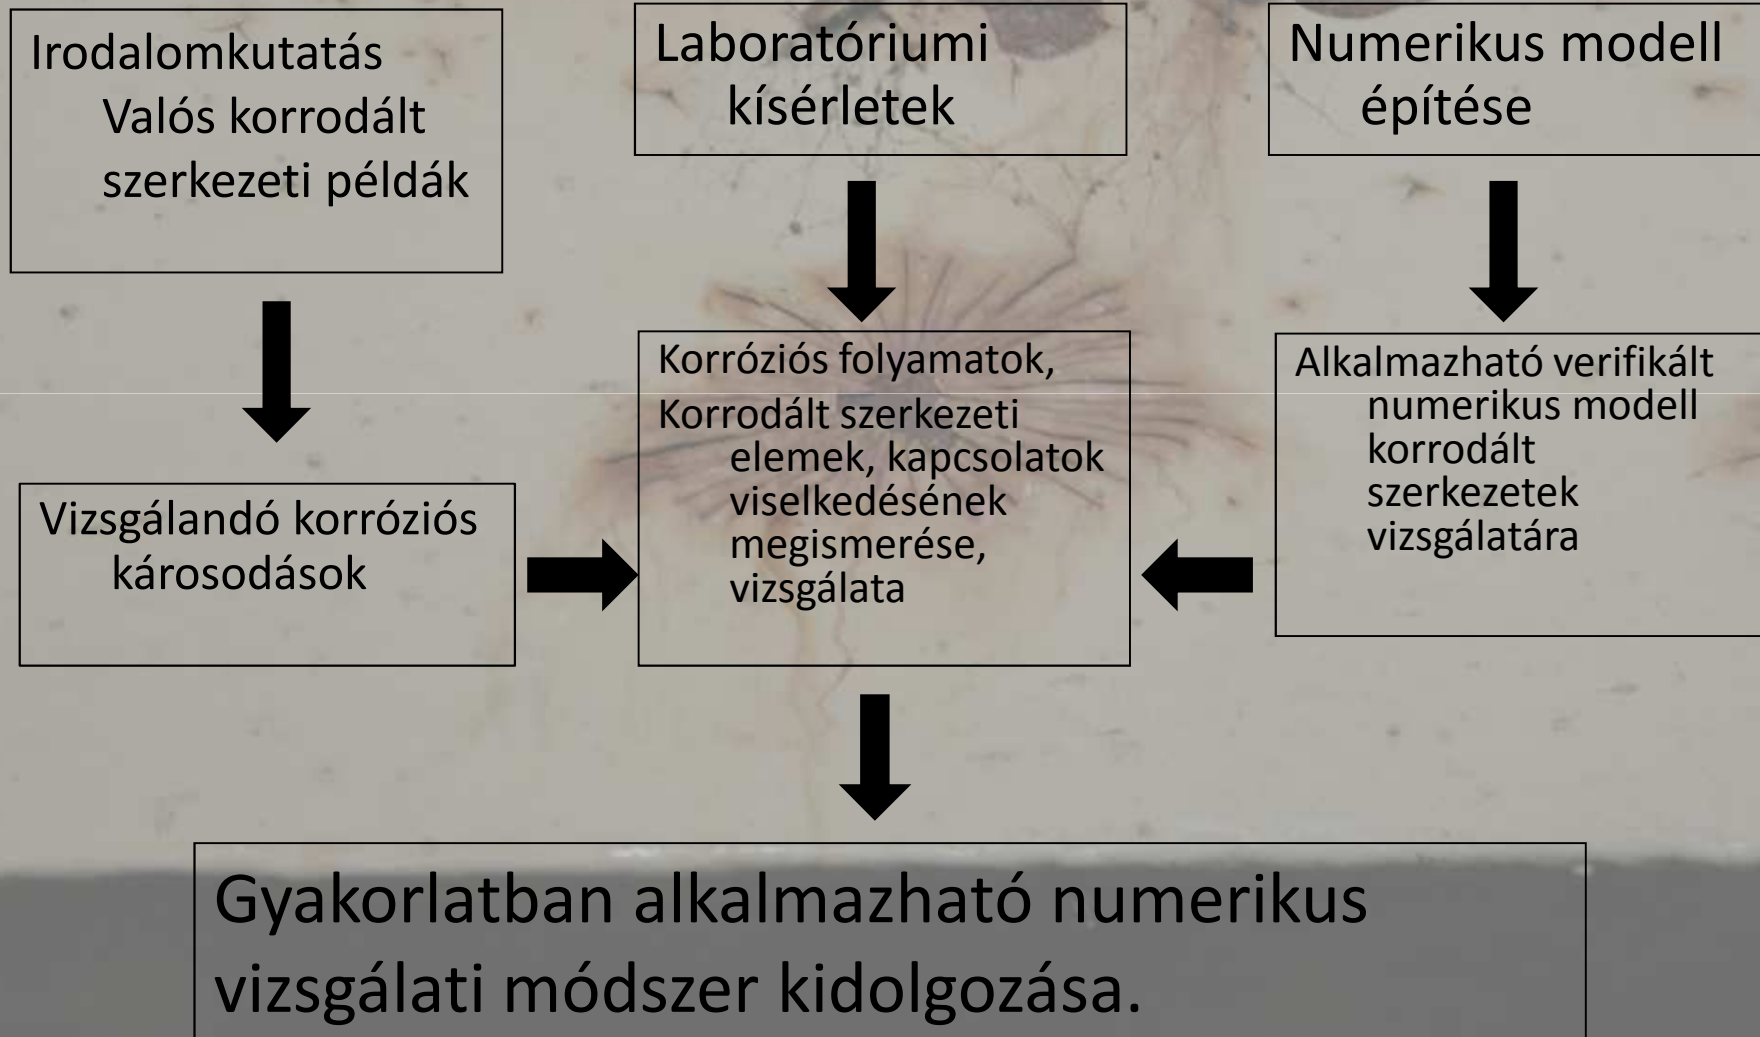 Irodalomkutatás
Valós korrodált
szerkezeti példák
Laboratóriumi
kísérletek
Numerikus modell
építése
Vizsgálandó korróziós
károsodások
Korróziós folyamatok,
Korrodált szerkezeti
elemek, kapcsolatok
viselkedésének
megismerése,
vizsgálata
Alkalmazható verifikált
numerikus modell
korrodált
szerkezetek
vizsgálatára
Gyakorlatban alkalmazható numerikus
vizsgálati módszer kidolgozása.